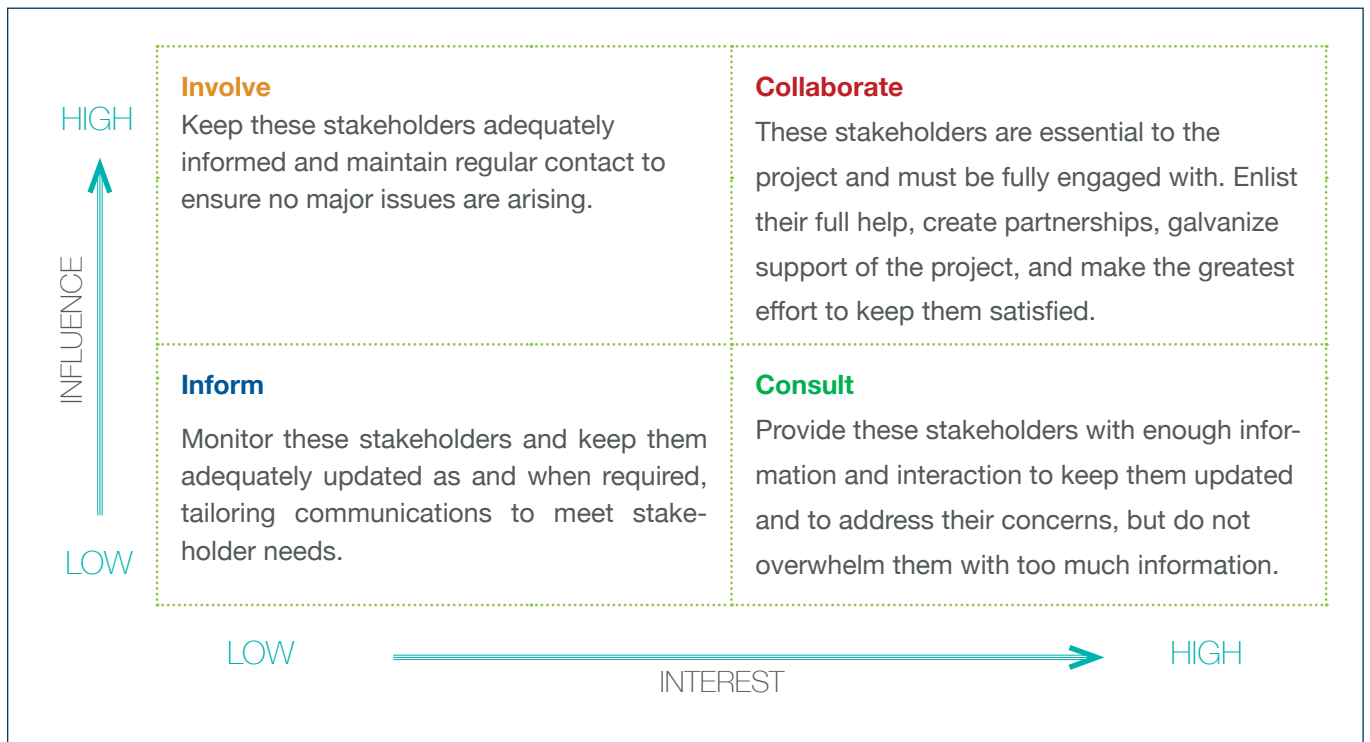 HIGH
INFLUENCE
LOW
Involve
Keep these stakeholders adequately
informed and maintain regular contact to
ensure no major issues are arising.
Collaborate
These stakeholders are essential to the
project and must be fully engaged with. Enlist
their full help, create partnerships, galvanize
support of the project, and make the greatest
effort to keep them satisfied.
Inform
Monitor these stakeholders and keep them
adequately updated as and when required,
tailoring communications to meet stake-
holder needs.
Consult
Provide these stakeholders with enough infor-
mation and interaction to keep them updated
and to address their concerns, but do not
overwhelm them with too much information.
LOW
INTEREST
HIGH